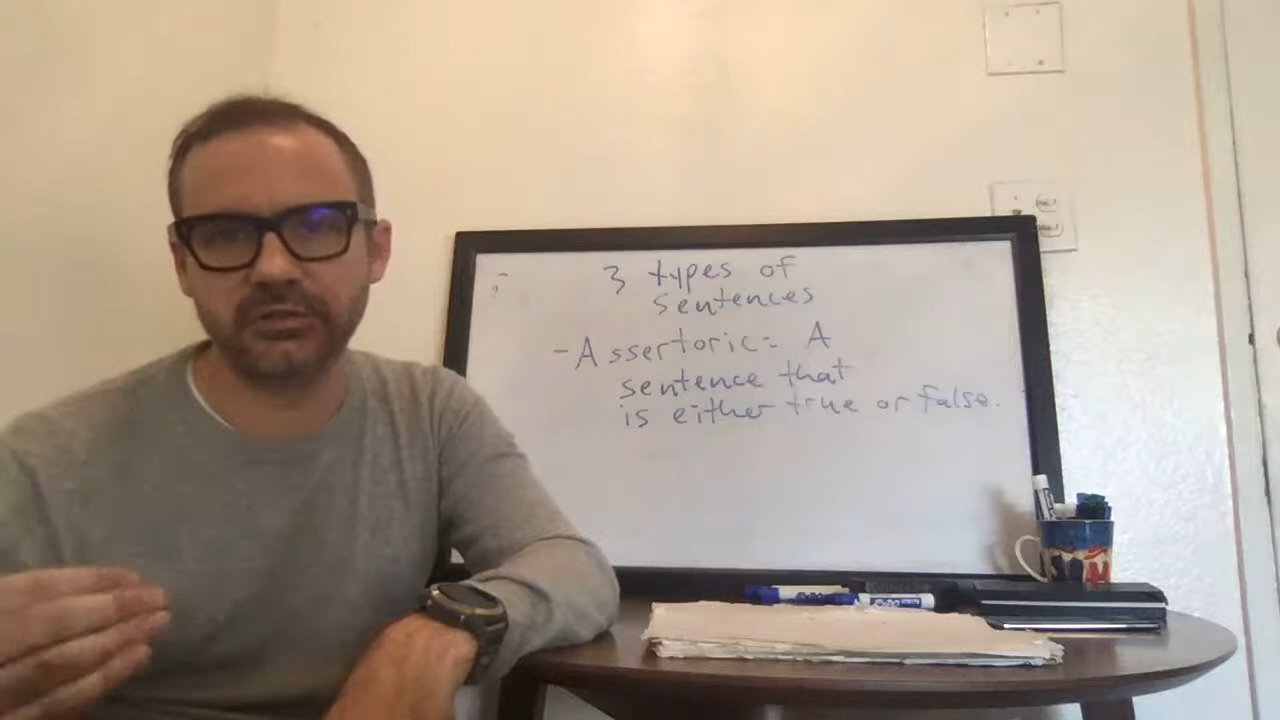 3 types of
sentences
- Assertoric: A
sentence that
is either true or false.